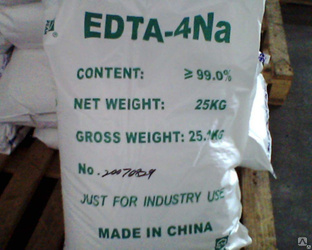 EDTA-4Na
CONTENT: ≥99.0%
NET WEIGHT: 25KG
GROSS WEIGHT:
No.
JUST FOR INDUSTRY USE
MADE IN CHINA